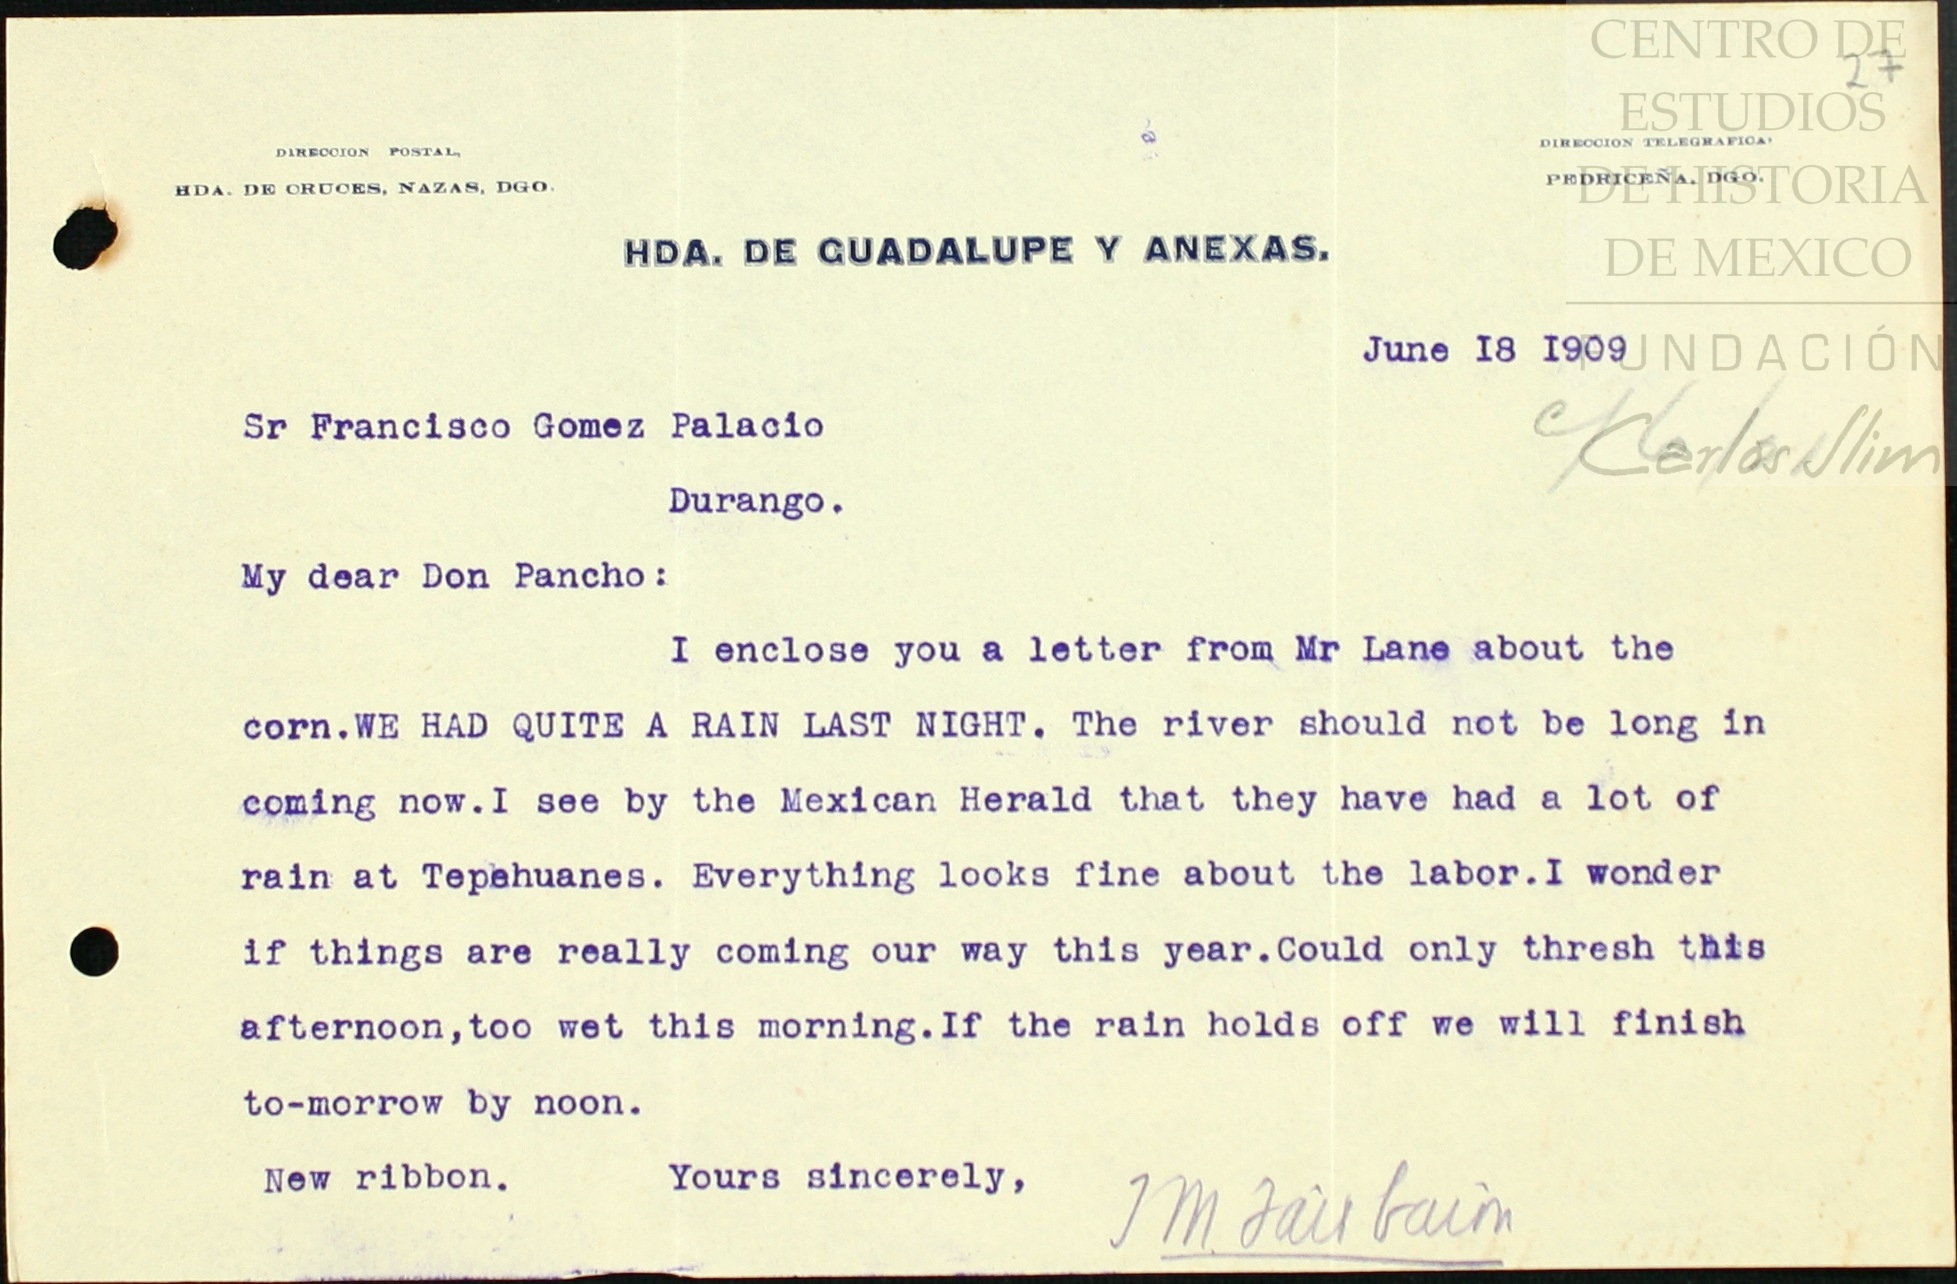 CENTRO DE
27
ESTUDIOS
DE HISTORIA
DE MEXICO
FUNDACIÓN
Carlos Slim
DIRECCION POSTAL,
HDA. DE CRUCES, NAZAS, DGO.
DIRECCION TELEGRAFICA,
PEDRICEÑA, DGO.
HDA. DE GUADALUPE Y ANEXAS.
June I8 I909
Sr Francisco Gomez Palacio
Durango.
My dear Don Pancho:
I enclose you a letter from Mr Lane about the
corn.WE HAD QUITE A RAIN LAST NIGHT. The river should not be long in
coming now.I see by the Mexican Herald that they have had a lot of
rain at Tepehuanes. Everything looks fine about the labor.I wonder
if things are really coming our way this year.Could only thresh this
afternoon,too wet this morning.If the rain holds off we will finish
to-morrow by noon.
New ribbon. Yours sincerely,
M. Fairbairn